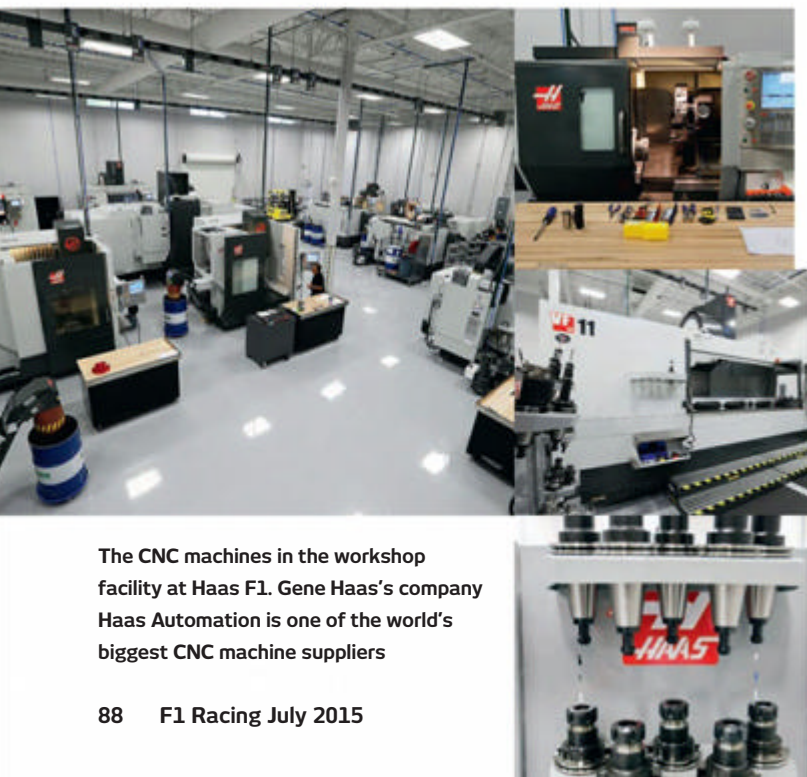 HAAS
VF 11
HAAS
The CNC machines in the workshop
facility at Haas F1. Gene Haas's company
Haas Automation is one of the world's
biggest CNC machine suppliers
88 F1 Racing July 2015